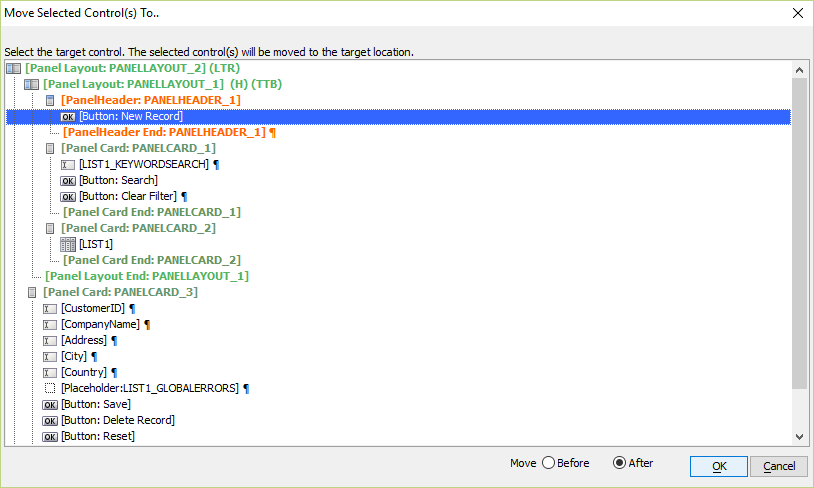 Move Selected Control(s) To..
Select the target control. The selected control(s) will be moved to the target location.
[Panel Layout: PANELLAYOUT_2] (LTR)
[Panel Layout: PANELLAYOUT_1] (H) (TTB)
[PanelHeader: PANELHEADER_1]
OK [Button: New Record]
[PanelHeader End: PANELHEADER_1] ¶
[Panel Card: PANELCARD_1]
[LIST1_KEYWORDSEARCH] ¶
OK [Button: Search]
OK [Button: Clear Filter] ¶
[Panel Card End: PANELCARD_1]
[Panel Card: PANELCARD_2]
[LIST1]
[Panel Card End: PANELCARD_2]
[Panel Layout End: PANELLAYOUT_1]
[Panel Card: PANELCARD_3]
[CustomerID] ¶
[CompanyName] ¶
[Address] ¶
[City] ¶
[Country] ¶
[Placeholder:LIST1_GLOBALERRORS] ¶
OK [Button: Save]
OK [Button: Delete Record]
OK [Button: Reset]
Move Before After OK Cancel